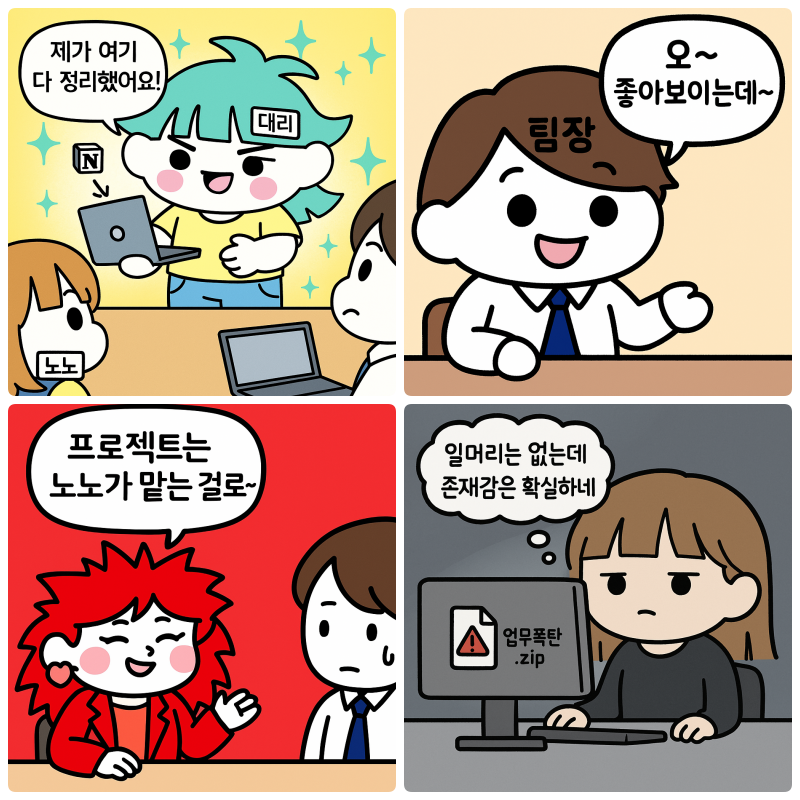 제가 여기
다 정리했어요!
대리
N
노노
오~
좋아보이는데~
팀장
프로젝트는
노노가 맡는 걸로~
일머리는 없는데
존재감은 확실하네
업무폭탄
.zip